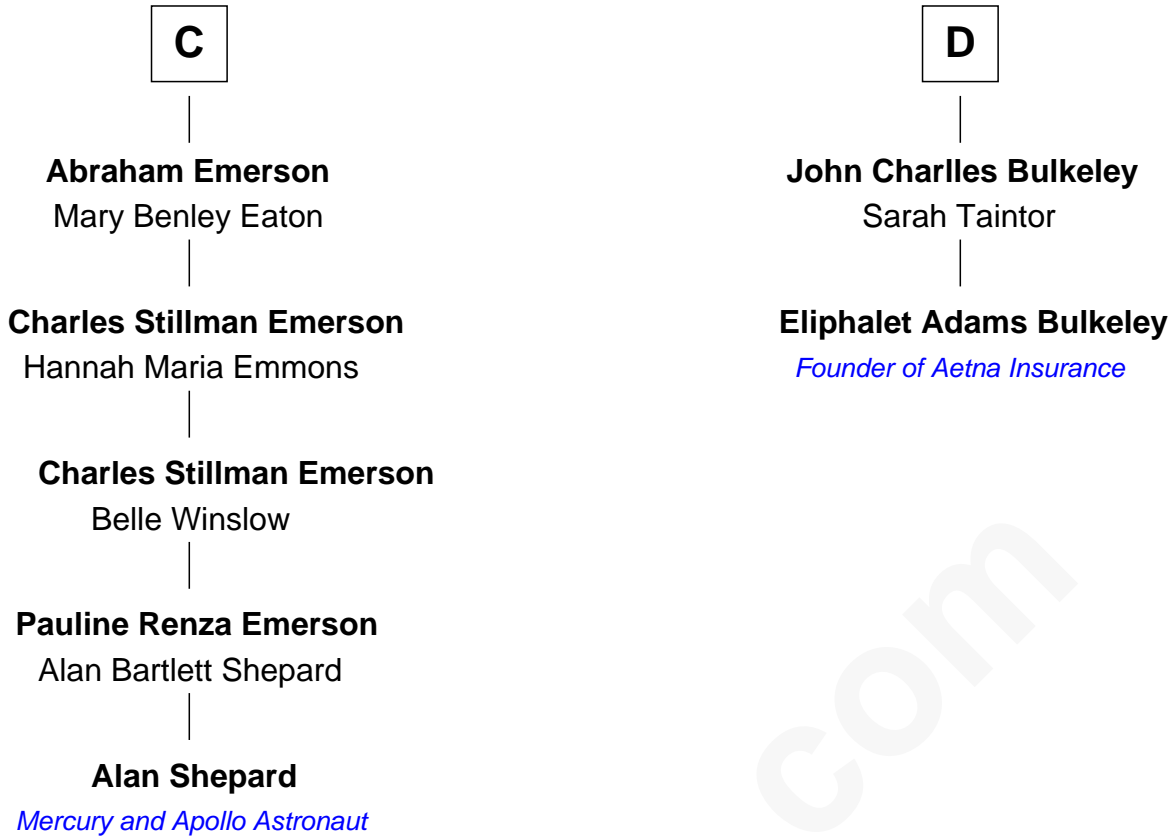 C
Abraham Emerson
Mary Benley Eaton
Charles Stillman Emerson
Hannah Maria Emmons
Charles Stillman Emerson
Belle Winslow
Pauline Renza Emerson
Alan Bartlett Shepard
Alan Shepard
Mercury and Apollo Astronaut
D
John Charlles Bulkeley
Sarah Taintor
Eliphalet Adams Bulkeley
Founder of Aetna Insurance
com